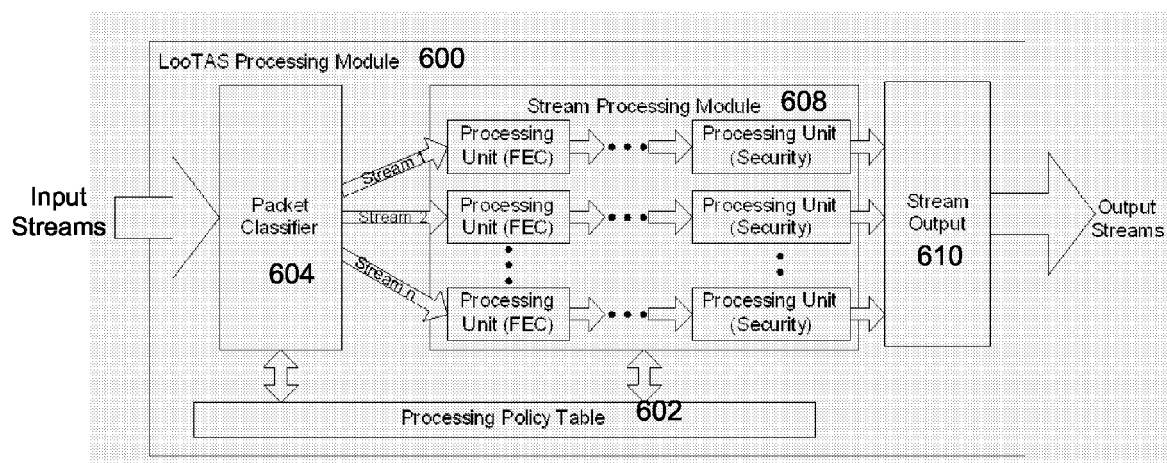 LooTAS Processing Module 600
Stream Processing Module 608
Input
Streams
Packet
Classifier
604
Stream 1
Stream 2
Stream n
Processing
Unit (FEC)
Processing Unit
(Security)
Processing
Unit (FEC)
Processing Unit
(Security)
Processing
Unit (FEC)
Processing Unit
(Security)
Stream
Output
610
Output
Streams
Processing Policy Table 602